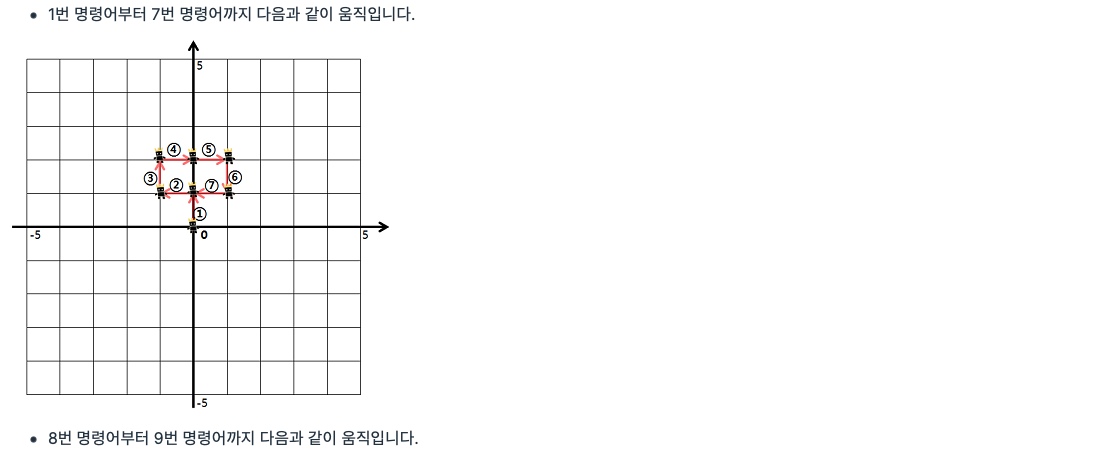 • 1번 명령어부터 7번 명령어까지 다음과 같이 움직입니다.
5
④ ⑤
③ ⑥
② ⑦
①
-5 0 5
-5
• 8번 명령어부터 9번 명령어까지 다음과 같이 움직입니다.